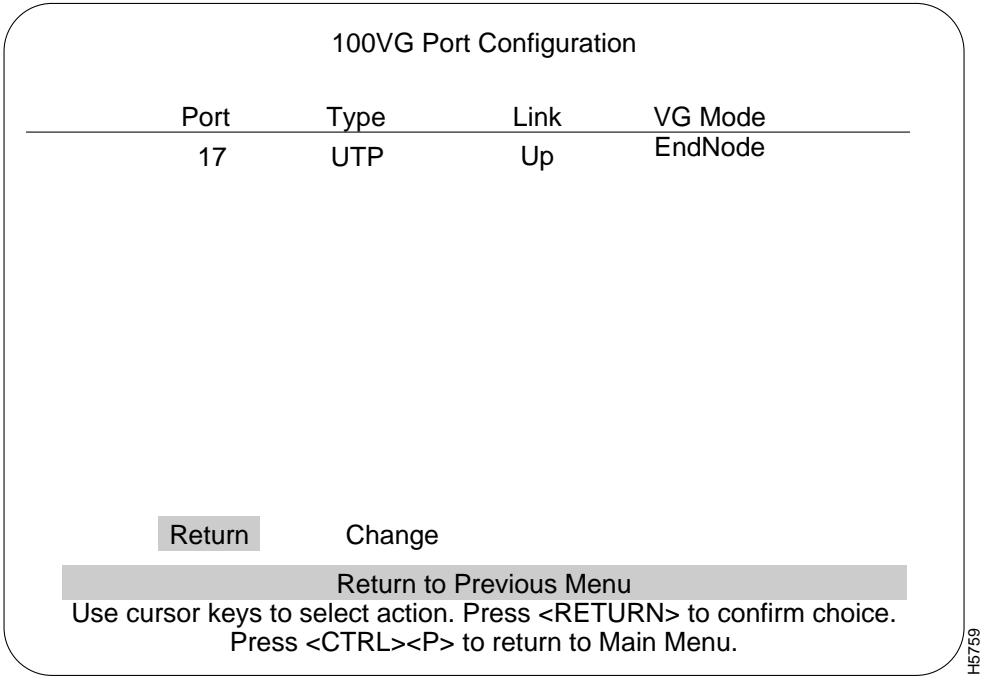 100VG Port Configuration
Port Type Link VG Mode
17 UTP Up EndNode
Return Change
Return to Previous Menu
Use cursor keys to select action. Press <RETURN> to confirm choice.
Press <CTRL><P> to return to Main Menu.
H5759